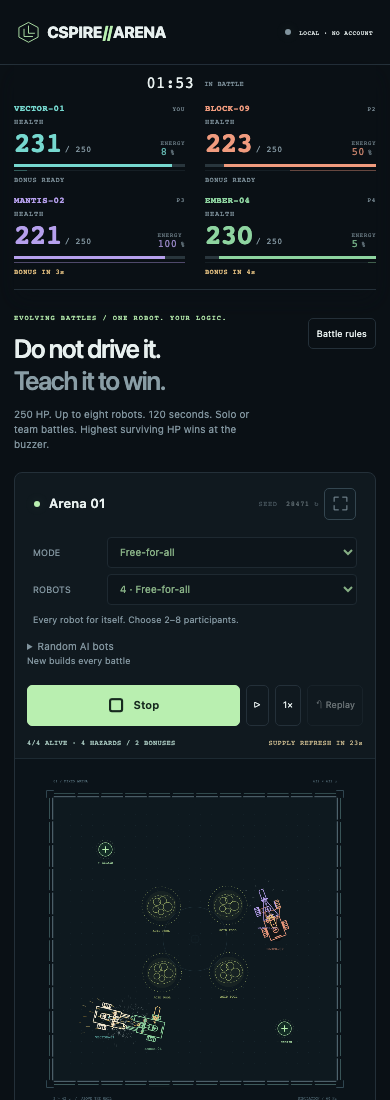 CSPIRE//ARENA
LOCAL · NO ACCOUNT
01:53 IN BATTLE
VECTOR-01 YOU
HEALTH
231 / 250
ENERGY
8 %
BONUS READY
BLOCK-09 P2
HEALTH
223 / 250
ENERGY
50 %
BONUS READY
MANTIS-02 P3
HEALTH
221 / 250
ENERGY
100 %
BONUS IN 3s
EMBER-04 P4
HEALTH
230 / 250
ENERGY
5 %
BONUS IN 4s
EVOLVING BATTLES / ONE ROBOT. YOUR LOGIC.
Do not drive it.
Teach it to win.
Battle rules
250 HP. Up to eight robots. 120 seconds. Solo or
team battles. Highest surviving HP wins at the
buzzer.
Arena 01
SEED 28471 ↻
MODE Free-for-all
ROBOTS 4 · Free-for-all
Every robot for itself. Choose 2–8 participants.
▶ Random AI bots
New builds every battle
Stop
1x
Replay
4/4 ALIVE · 4 HAZARDS / 2 BONUSES
SUPPLY REFRESH IN 23s